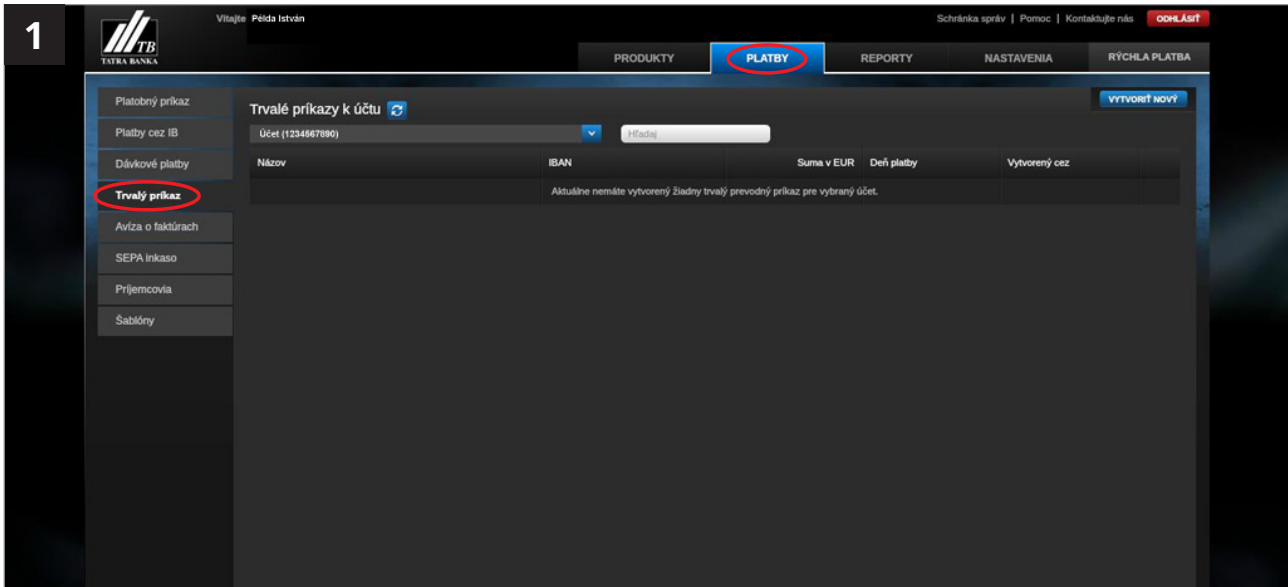 1
Vitajte Példa István
Schránka správ | Pomoc | Kontaktujte nás ODHLÁSIŤ
TB
TATRA BANKA
PRODUKTY PLATBY REPORTY NASTAVENIA RÝCHLA PLATBA
Platobný príkaz
Platby cez IB
Dávkové platby
Trvalý príkaz
Avíza o faktúrach
SEPA inkaso
Príjemcovia
Šablóny
Trvalé príkazy k účtu
VYTVORIŤ NOVÝ
Účet (1234567890)
Hľadaj
Názov IBAN Suma v EUR Deň platby Vytvorený cez
Aktuálne nemáte vytvorený žiadny trvalý prevodný príkaz pre vybraný účet.